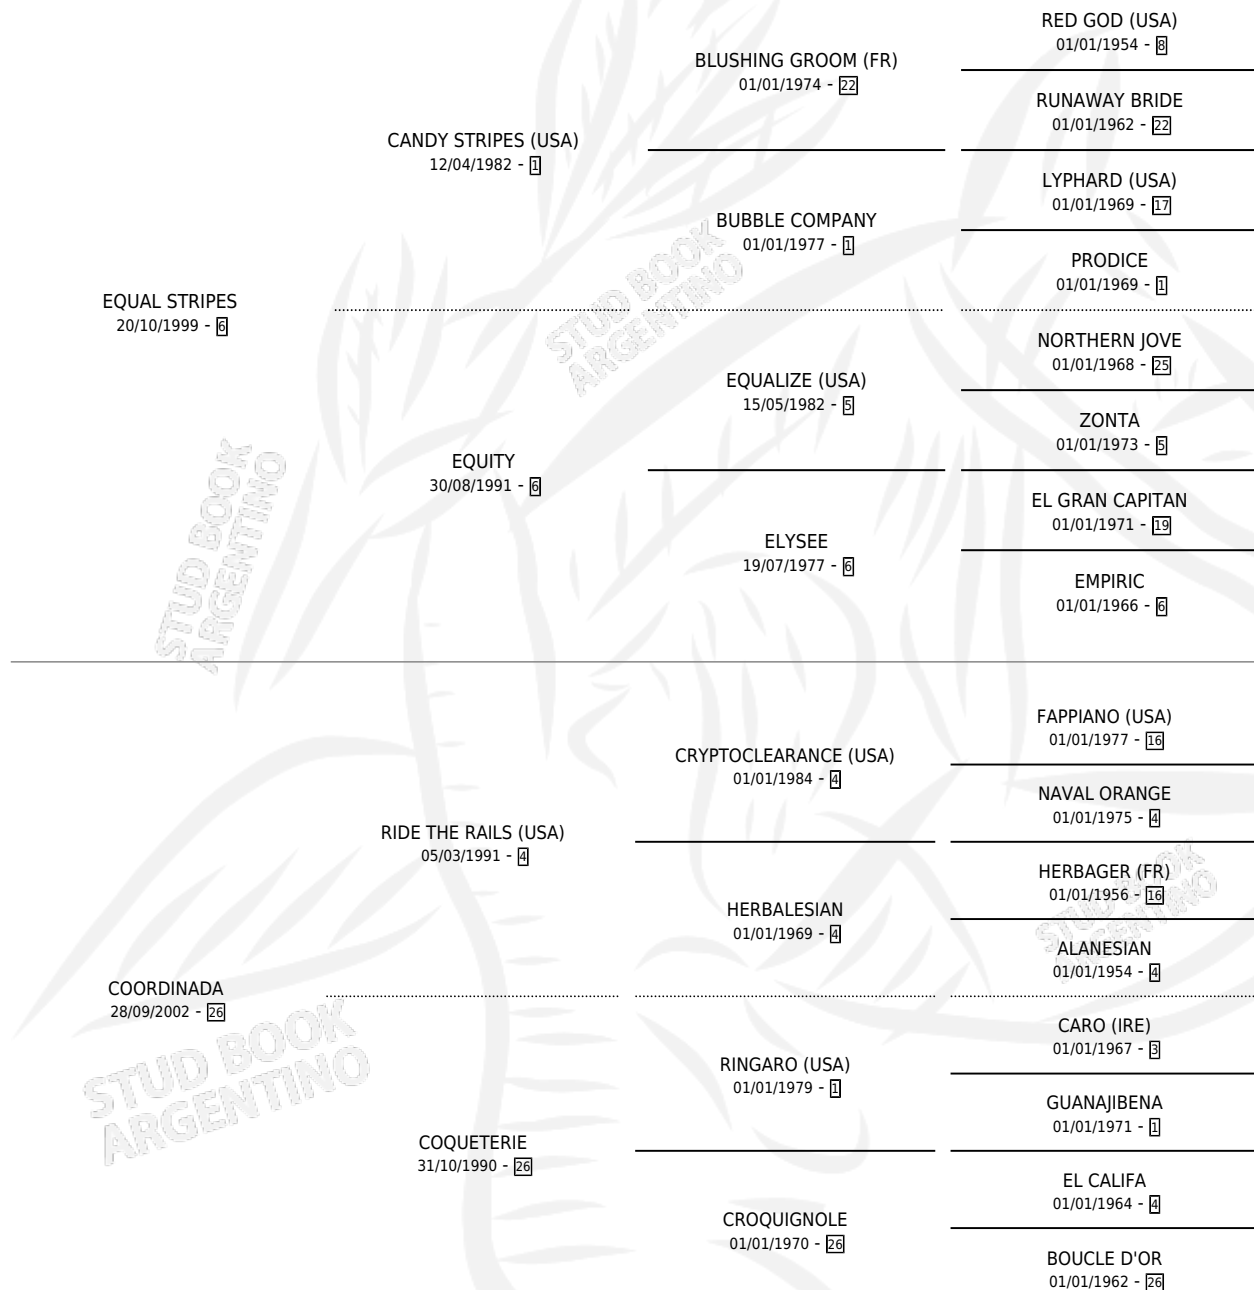 RED GOD (USA)
01/01/1954 - 8
BLUSHING GROOM (FR)
01/01/1974 - 22
RUNAWAY BRIDE
01/01/1962 - 22
CANDY STRIPES (USA)
12/04/1982 - 1
LYPHARD (USA)
01/01/1969 - 17
BUBBLE COMPANY
01/01/1977 - 1
PRODICE
01/01/1969 - 1
STUD BOOK
ARGENTINO
EQUAL STRIPES
20/10/1999 - 6
NORTHERN JOVE
01/01/1968 - 25
EQUALIZE (USA)
15/05/1982 - 5
ZONTA
01/01/1973 - 5
EQUITY
30/08/1991 - 6
EL GRAN CAPITAN
01/01/1971 - 19
ELYSEE
19/07/1977 - 6
EMPIRIC
01/01/1966 - 6
STUD BOOK
ARGENTINO
FAPPIANO (USA)
01/01/1977 - 16
CRYPTOCLEARANCE (USA)
01/01/1984 - 4
NAVAL ORANGE
01/01/1975 - 4
RIDE THE RAILS (USA)
05/03/1991 - 4
HERBAGER (FR)
01/01/1956 - 16
HERBALESIAN
01/01/1969 - 4
STUD BOOK
ARGENTINO
ALANESIAN
01/01/1954 - 4
COORDINADA
28/09/2002 - 26
CARO (IRE)
01/01/1967 - 3
RINGARO (USA)
01/01/1979 - 1
GUANAJIBENA
01/01/1971 - 1
STUD BOOK
ARGENTINO
COQUETERIE
31/10/1990 - 26
EL CALIFA
01/01/1964 - 4
CROQUIGNOLE
01/01/1970 - 26
BOUCLE D'OR
01/01/1962 - 26